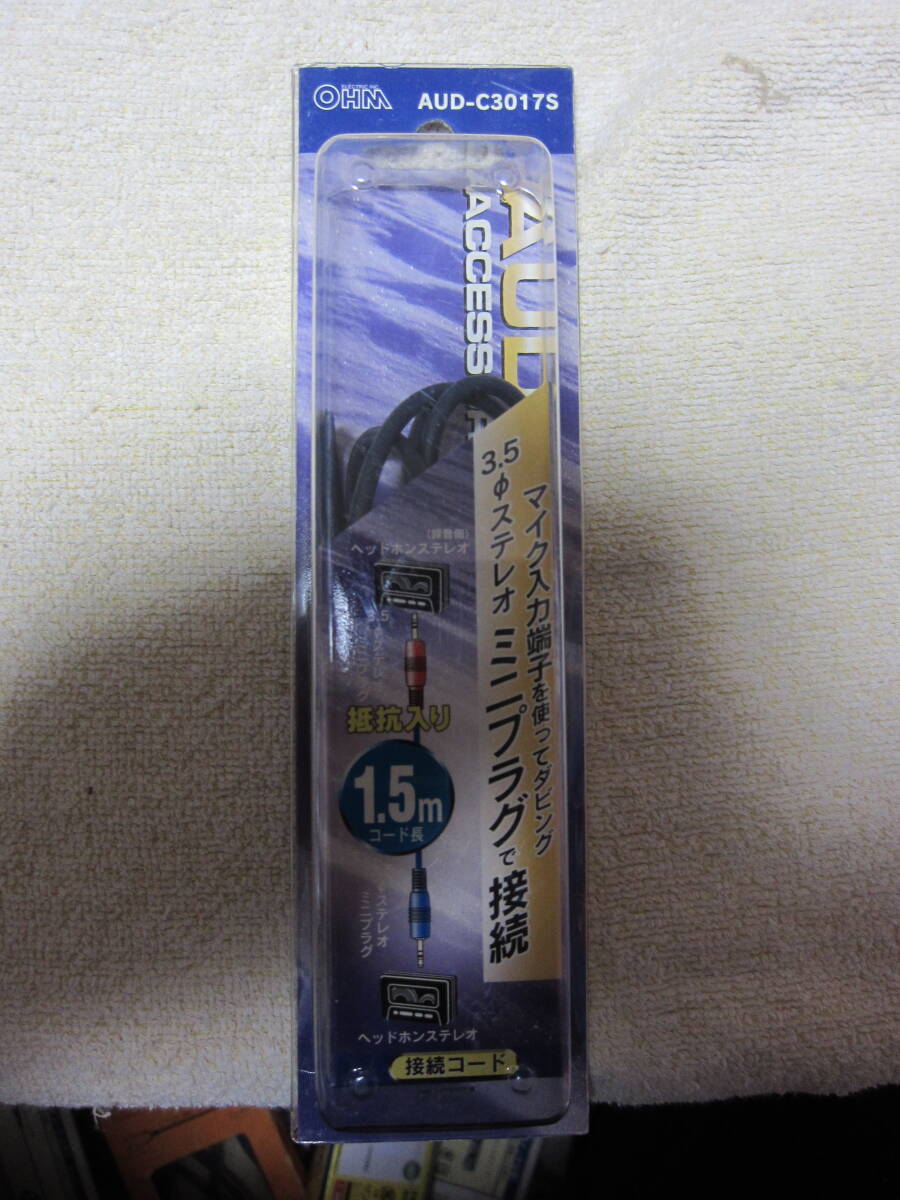 ELECTRIC INC.
OHM
AUD-C3017S
AUD
ACCESS
マイク入力端子を使ってダビング
3.5φステレオミニプラグで接続
(録音側)
ヘッドホンステレオ
3.5
抵抗入り
1.5m
コード長
ステレオ
ミニプラグ
ヘッドホンステレオ
接続コード